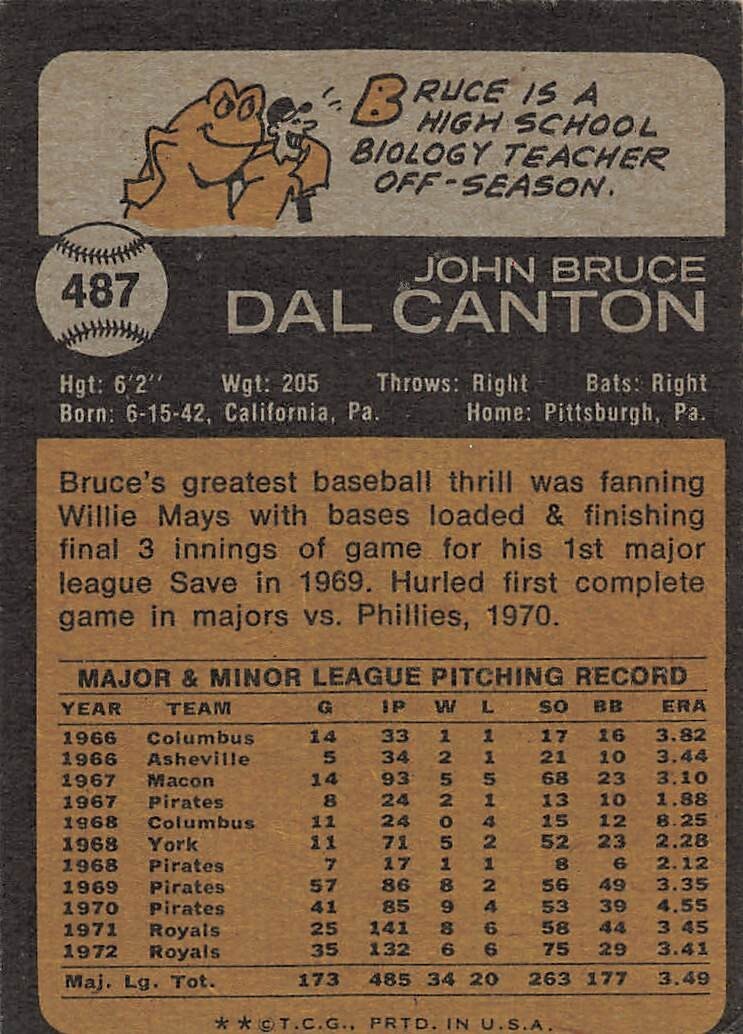 BRUCE IS A
HIGH SCHOOL
BIOLOGY TEACHER
OFF-SEASON.
487
JOHN BRUCE
DAL CANTON
Hgt: 6'2" Wgt: 205 Throws: Right Bats: Right
Born: 6-15-42, California, Pa. Home: Pittsburgh, Pa.
Bruce's greatest baseball thrill was fanning
Willie Mays with bases loaded & finishing
final 3 innings of game for his 1st major
league Save in 1969. Hurled first complete
game in majors vs. Phillies, 1970.
MAJOR & MINOR LEAGUE PITCHING RECORD
YEAR TEAM G IP W L SO BB ERA
1966 Columbus 14 33 1 1 17 16 3.82
1966 Asheville 5 34 2 1 21 10 3.44
1967 Macon 14 93 5 5 68 23 3.10
1967 Pirates 8 24 2 1 13 10 1.88
1968 Columbus 11 24 0 4 15 12 8.25
1968 York 11 71 5 2 52 23 2.28
1968 Pirates 7 17 1 1 8 6 2.12
1969 Pirates 57 86 8 2 56 49 3.35
1970 Pirates 41 85 9 4 53 39 4.55
1971 Royals 25 141 8 6 58 44 3 45
1972 Royals 35 132 6 6 75 29 3.41
Maj. Lg. Tot. 173 485 34 20 263 177 3.49
**©T.C.G., PRTD. IN U.S.A.